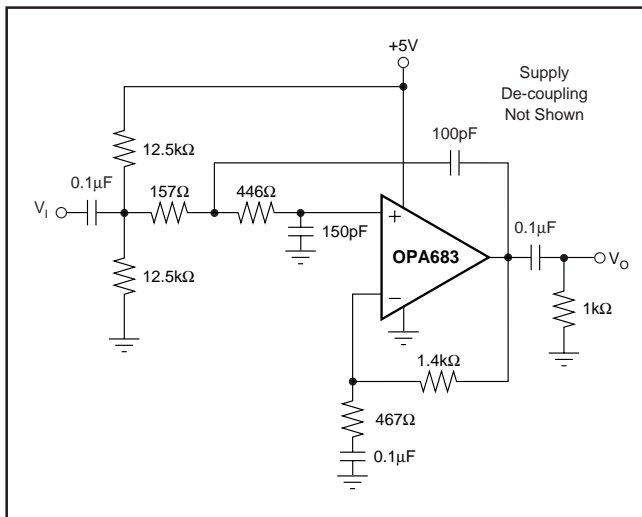 +5V
Supply
De-coupling
Not Shown
100pF
12.5kΩ
0.1µF
157Ω
446Ω
V_I
+
150pF
OPA683
0.1µF
V_O
12.5kΩ
−
1kΩ
1.4kΩ
467Ω
0.1µF